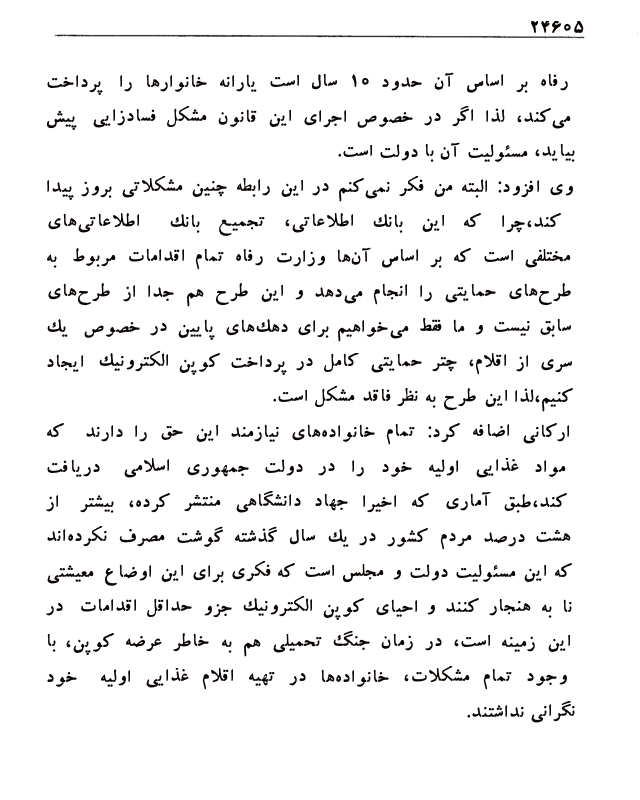 ۲۴۶۰۵
رفاه بر اساس آن حدود ۱۰ سال است یارانه خانوارها را پرداخت
می‌کند، لذا اگر در خصوص اجرای این قانون مشکل فسادزایی پیش
بیاید، مسئولیت آن با دولت است.
وی افزود: البته من فکر نمی‌کنم در این رابطه چنین مشکلاتی بروز پیدا
کند،چرا که این بانك اطلاعاتی، تجمیع بانك اطلاعاتی‌های
مختلفی است که بر اساس آن‌ها وزارت رفاه تمام اقدامات مربوط به
طرح‌های حمایتی را انجام می‌دهد و این طرح هم جدا از طرح‌های
سابق نیست و ما فقط می‌خواهیم برای دهك‌های پایین در خصوص یك
سری از اقلام، چتر حمایتی کامل در پرداخت کوپن الکترونیك ایجاد
کنیم،لذا این طرح به نظر فاقد مشکل است.
ارکانی اضافه کرد: تمام خانواده‌های نیازمند این حق را دارند که
مواد غذایی اولیه خود را در دولت جمهوری اسلامی دریافت
کند،طبق آماری که اخیرا جهاد دانشگاهی منتشر کرده، بیشتر از
هشت درصد مردم کشور در یك سال گذشته گوشت مصرف نکرده‌اند
که این مسئولیت دولت و مجلس است که فکری برای این اوضاع معیشتی
نا به هنجار کنند و احیای کوپن الکترونیك جزو حداقل اقدامات در
این زمینه است، در زمان جنگ تحمیلی هم به خاطر عرضه کوپن، با
وجود تمام مشکلات، خانواده‌ها در تهیه اقلام غذایی اولیه خود
نگرانی نداشتند.